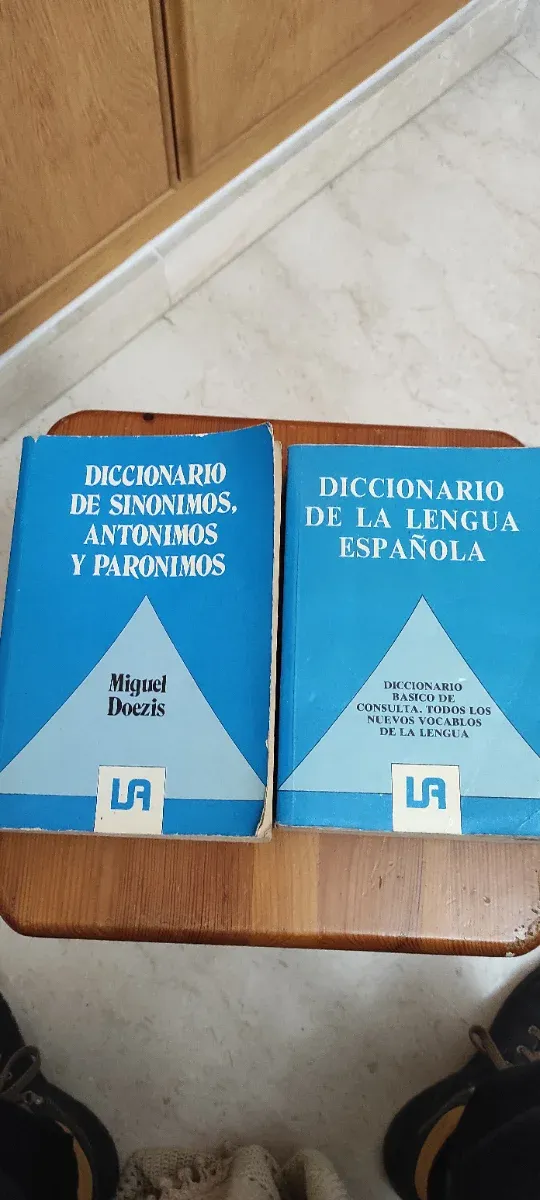 DICCIONARIO
DE SINONIMOS,
ANTONIMOS
Y PARONIMOS
Miguel
Doezis
LA
DICCIONARIO
DE LA LENGUA
ESPAÑOLA
DICCIONARIO
BASICO DE
CONSULTA. TODOS LOS
NUEVOS VOCABLOS
DE LA LENGUA
LA